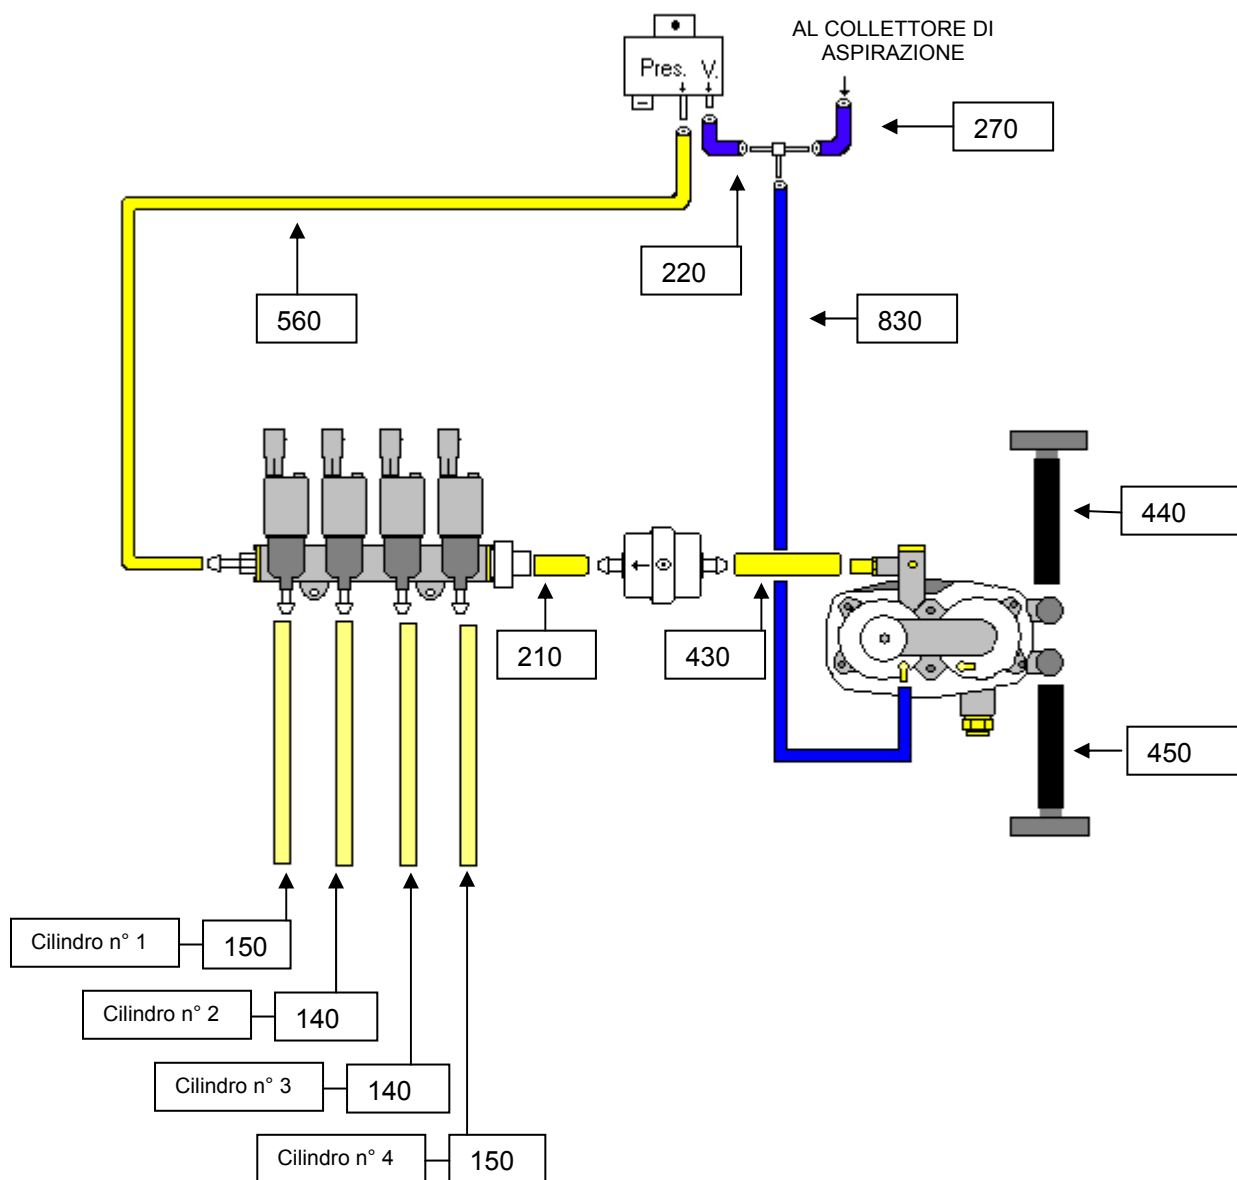 AL COLLETTORE DI
ASPIRAZIONE
Pres. V.
270
220
560
830
440
210
430
450
Cilindro n° 1
150
Cilindro n° 2
140
Cilindro n° 3
140
Cilindro n° 4
150